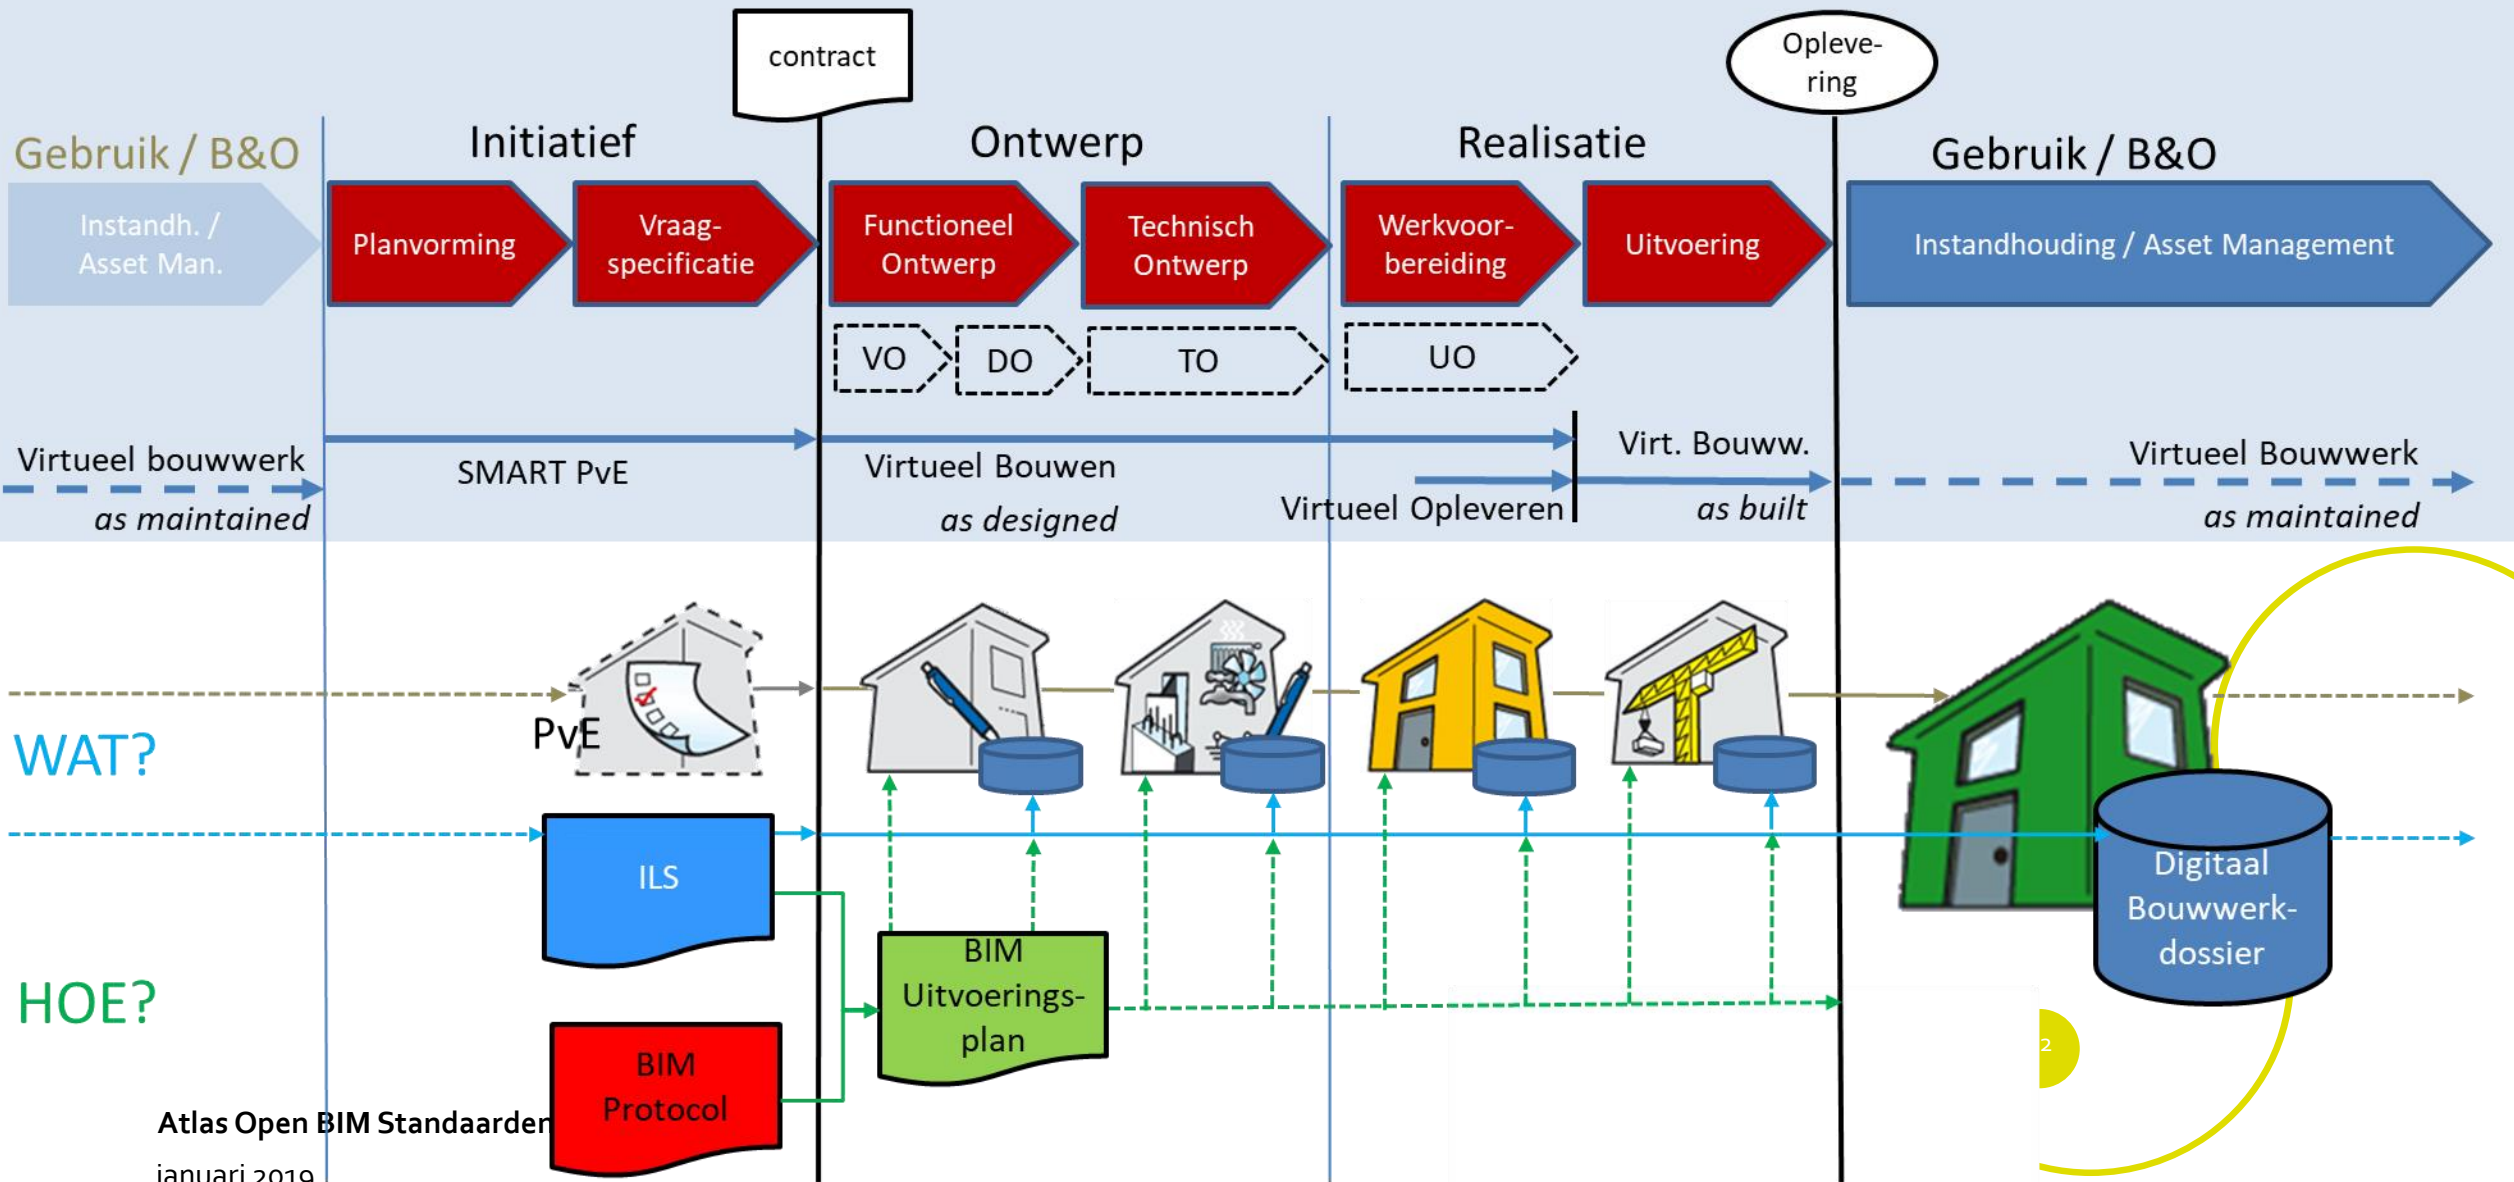 contract
Opleve-
ring
Gebruik / B&O
Initiatief
Ontwerp
Realisatie
Gebruik / B&O
Instandh. /
Asset Man.
Planvorming
Vraag-
specificatie
Functioneel
Ontwerp
Technisch
Ontwerp
Werkvoor-
bereiding
Uitvoering
Instandhouding / Asset Management
VO
DO
TO
UO
Virtueel bouwwerk
as maintained
SMART PvE
Virtueel Bouwen
as designed
Virtueel Opleveren
Virt. Bouww.
as built
Virtueel Bouwwerk
as maintained
PvE
WAT?
ILS
Digitaal
Bouwwerk-
dossier
HOE?
BIM
Uitvoerings-
plan
BIM
Protocol
2
Atlas Open BIM Standaarden
januari 2019